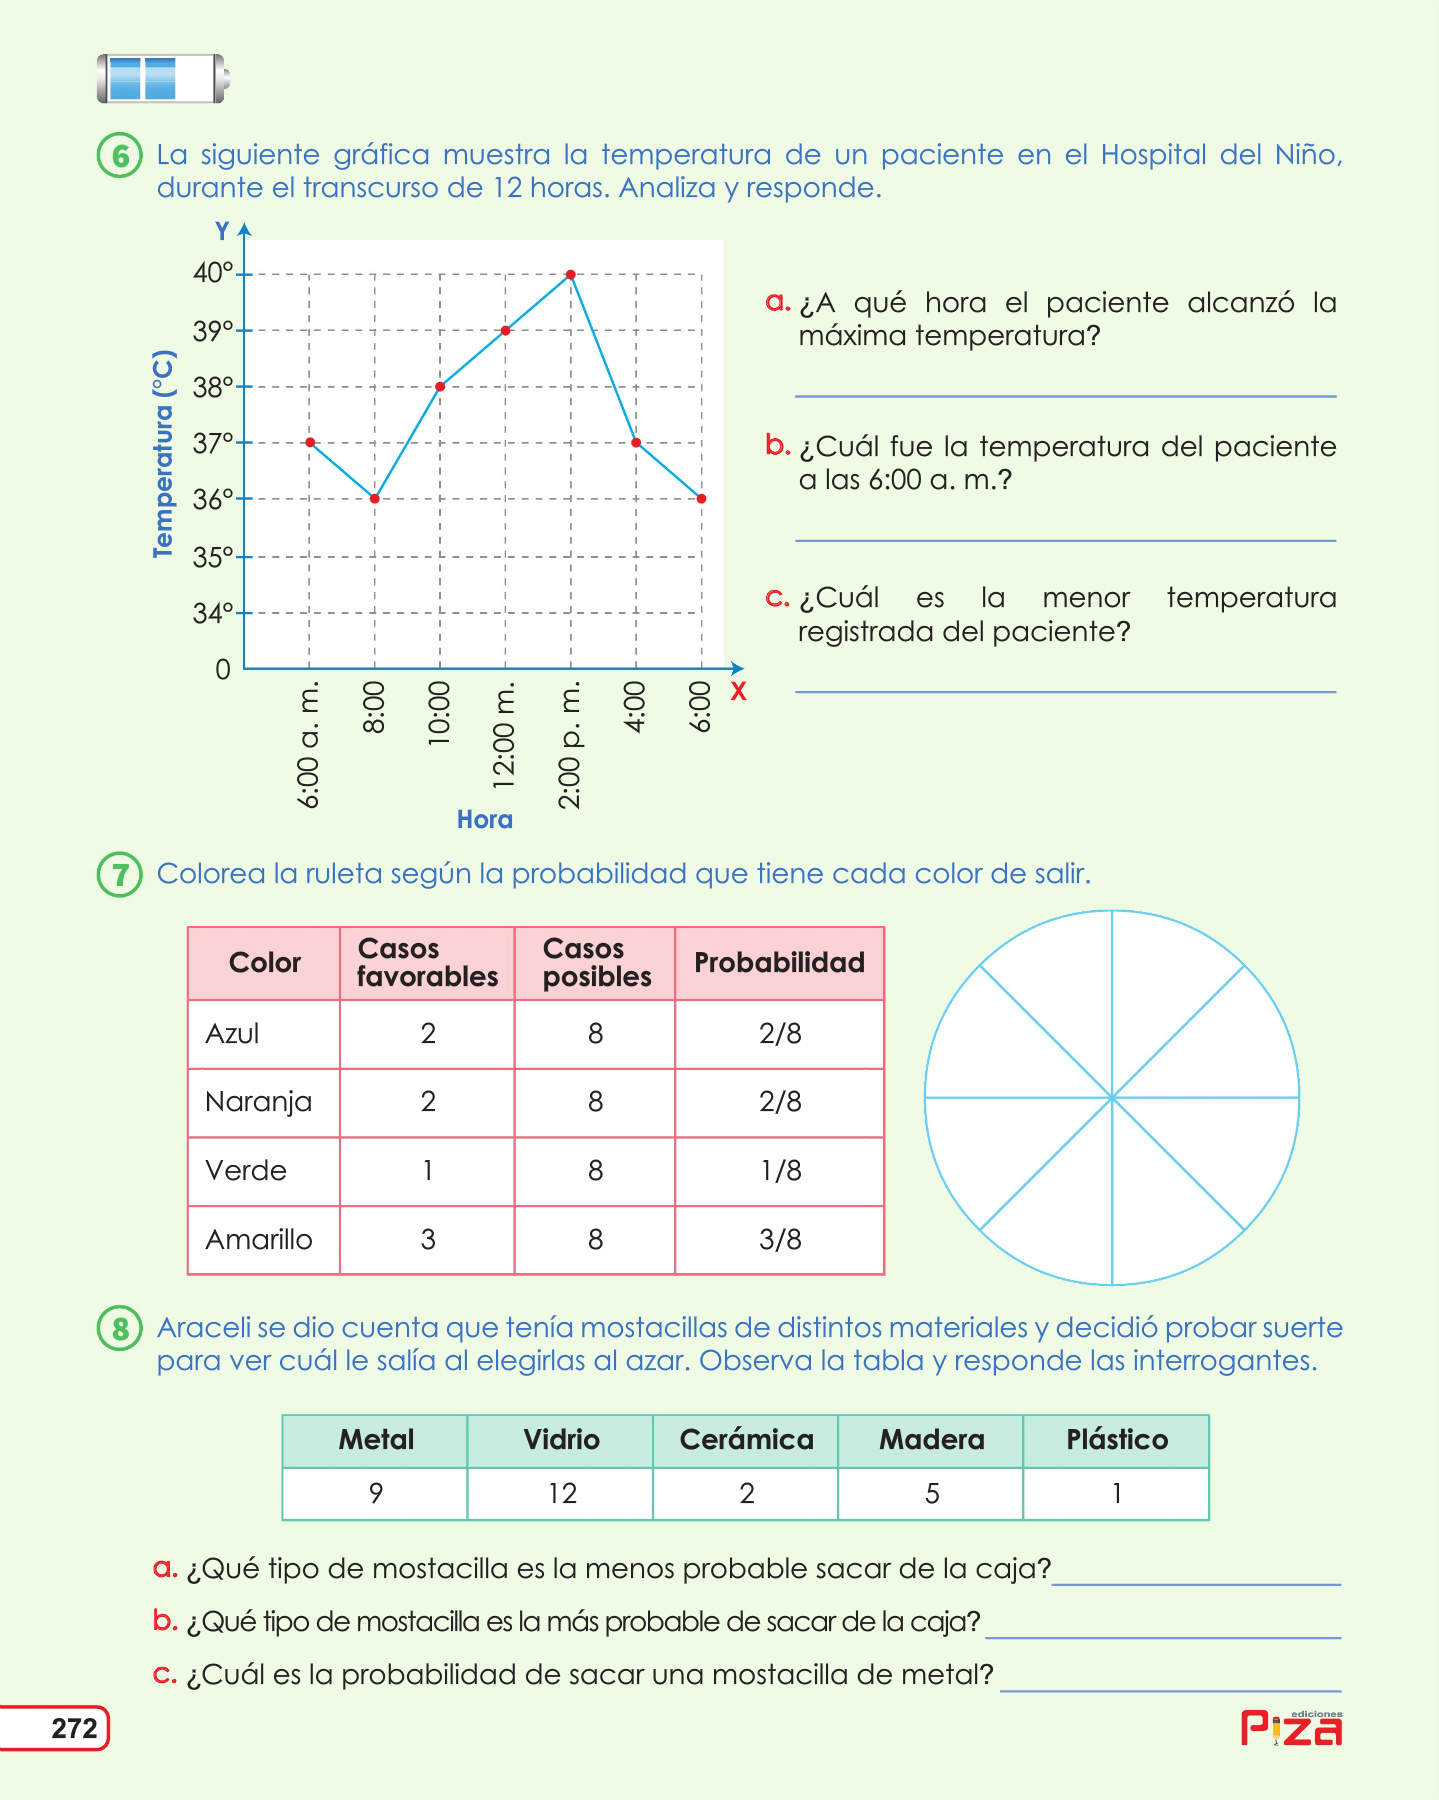 6 La siguiente gráfica muestra la temperatura de un paciente en el Hospital del Niño,
durante el transcurso de 12 horas. Analiza y responde.
Y
40°
39°
38°
37°
36°
35°
34°
0
Temperatura (°C)
6:00 a. m.
8:00
10:00
12:00 m.
2:00 p. m.
4:00
6:00
X
Hora
a. ¿A qué hora el paciente alcanzó la
máxima temperatura?
b. ¿Cuál fue la temperatura del paciente
a las 6:00 a. m.?
c. ¿Cuál es la menor temperatura
registrada del paciente?
7 Colorea la ruleta según la probabilidad que tiene cada color de salir.
Color Casos favorables Casos posibles Probabilidad
Azul 2 8 2/8
Naranja 2 8 2/8
Verde 1 8 1/8
Amarillo 3 8 3/8
8 Araceli se dio cuenta que tenía mostacillas de distintos materiales y decidió probar suerte
para ver cuál le salía al elegirlas al azar. Observa la tabla y responde las interrogantes.
Metal Vidrio Cerámica Madera Plástico
9 12 2 5 1
a. ¿Qué tipo de mostacilla es la menos probable sacar de la caja?
b. ¿Qué tipo de mostacilla es la más probable de sacar de la caja?
c. ¿Cuál es la probabilidad de sacar una mostacilla de metal?
272
ediciones
Piza